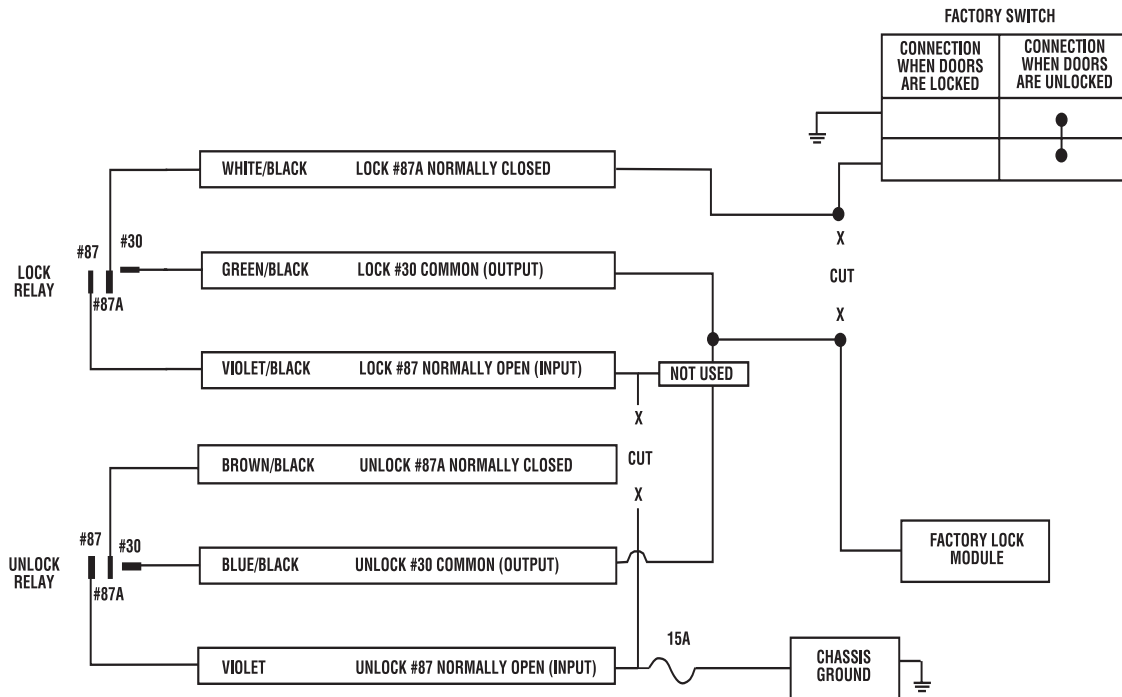 FACTORY SWITCH
CONNECTION
WHEN DOORS
ARE LOCKED
CONNECTION
WHEN DOORS
ARE UNLOCKED
WHITE/BLACK LOCK #87A NORMALLY CLOSED
X
#87
#30
LOCK
RELAY
#87A
GREEN/BLACK LOCK #30 COMMON (OUTPUT)
CUT
X
VIOLET/BLACK LOCK #87 NORMALLY OPEN (INPUT)
NOT USED
X
BROWN/BLACK UNLOCK #87A NORMALLY CLOSED
CUT
X
#87
#30
UNLOCK
RELAY
#87A
BLUE/BLACK UNLOCK #30 COMMON (OUTPUT)
FACTORY LOCK
MODULE
VIOLET UNLOCK #87 NORMALLY OPEN (INPUT)
15A
CHASSIS
GROUND